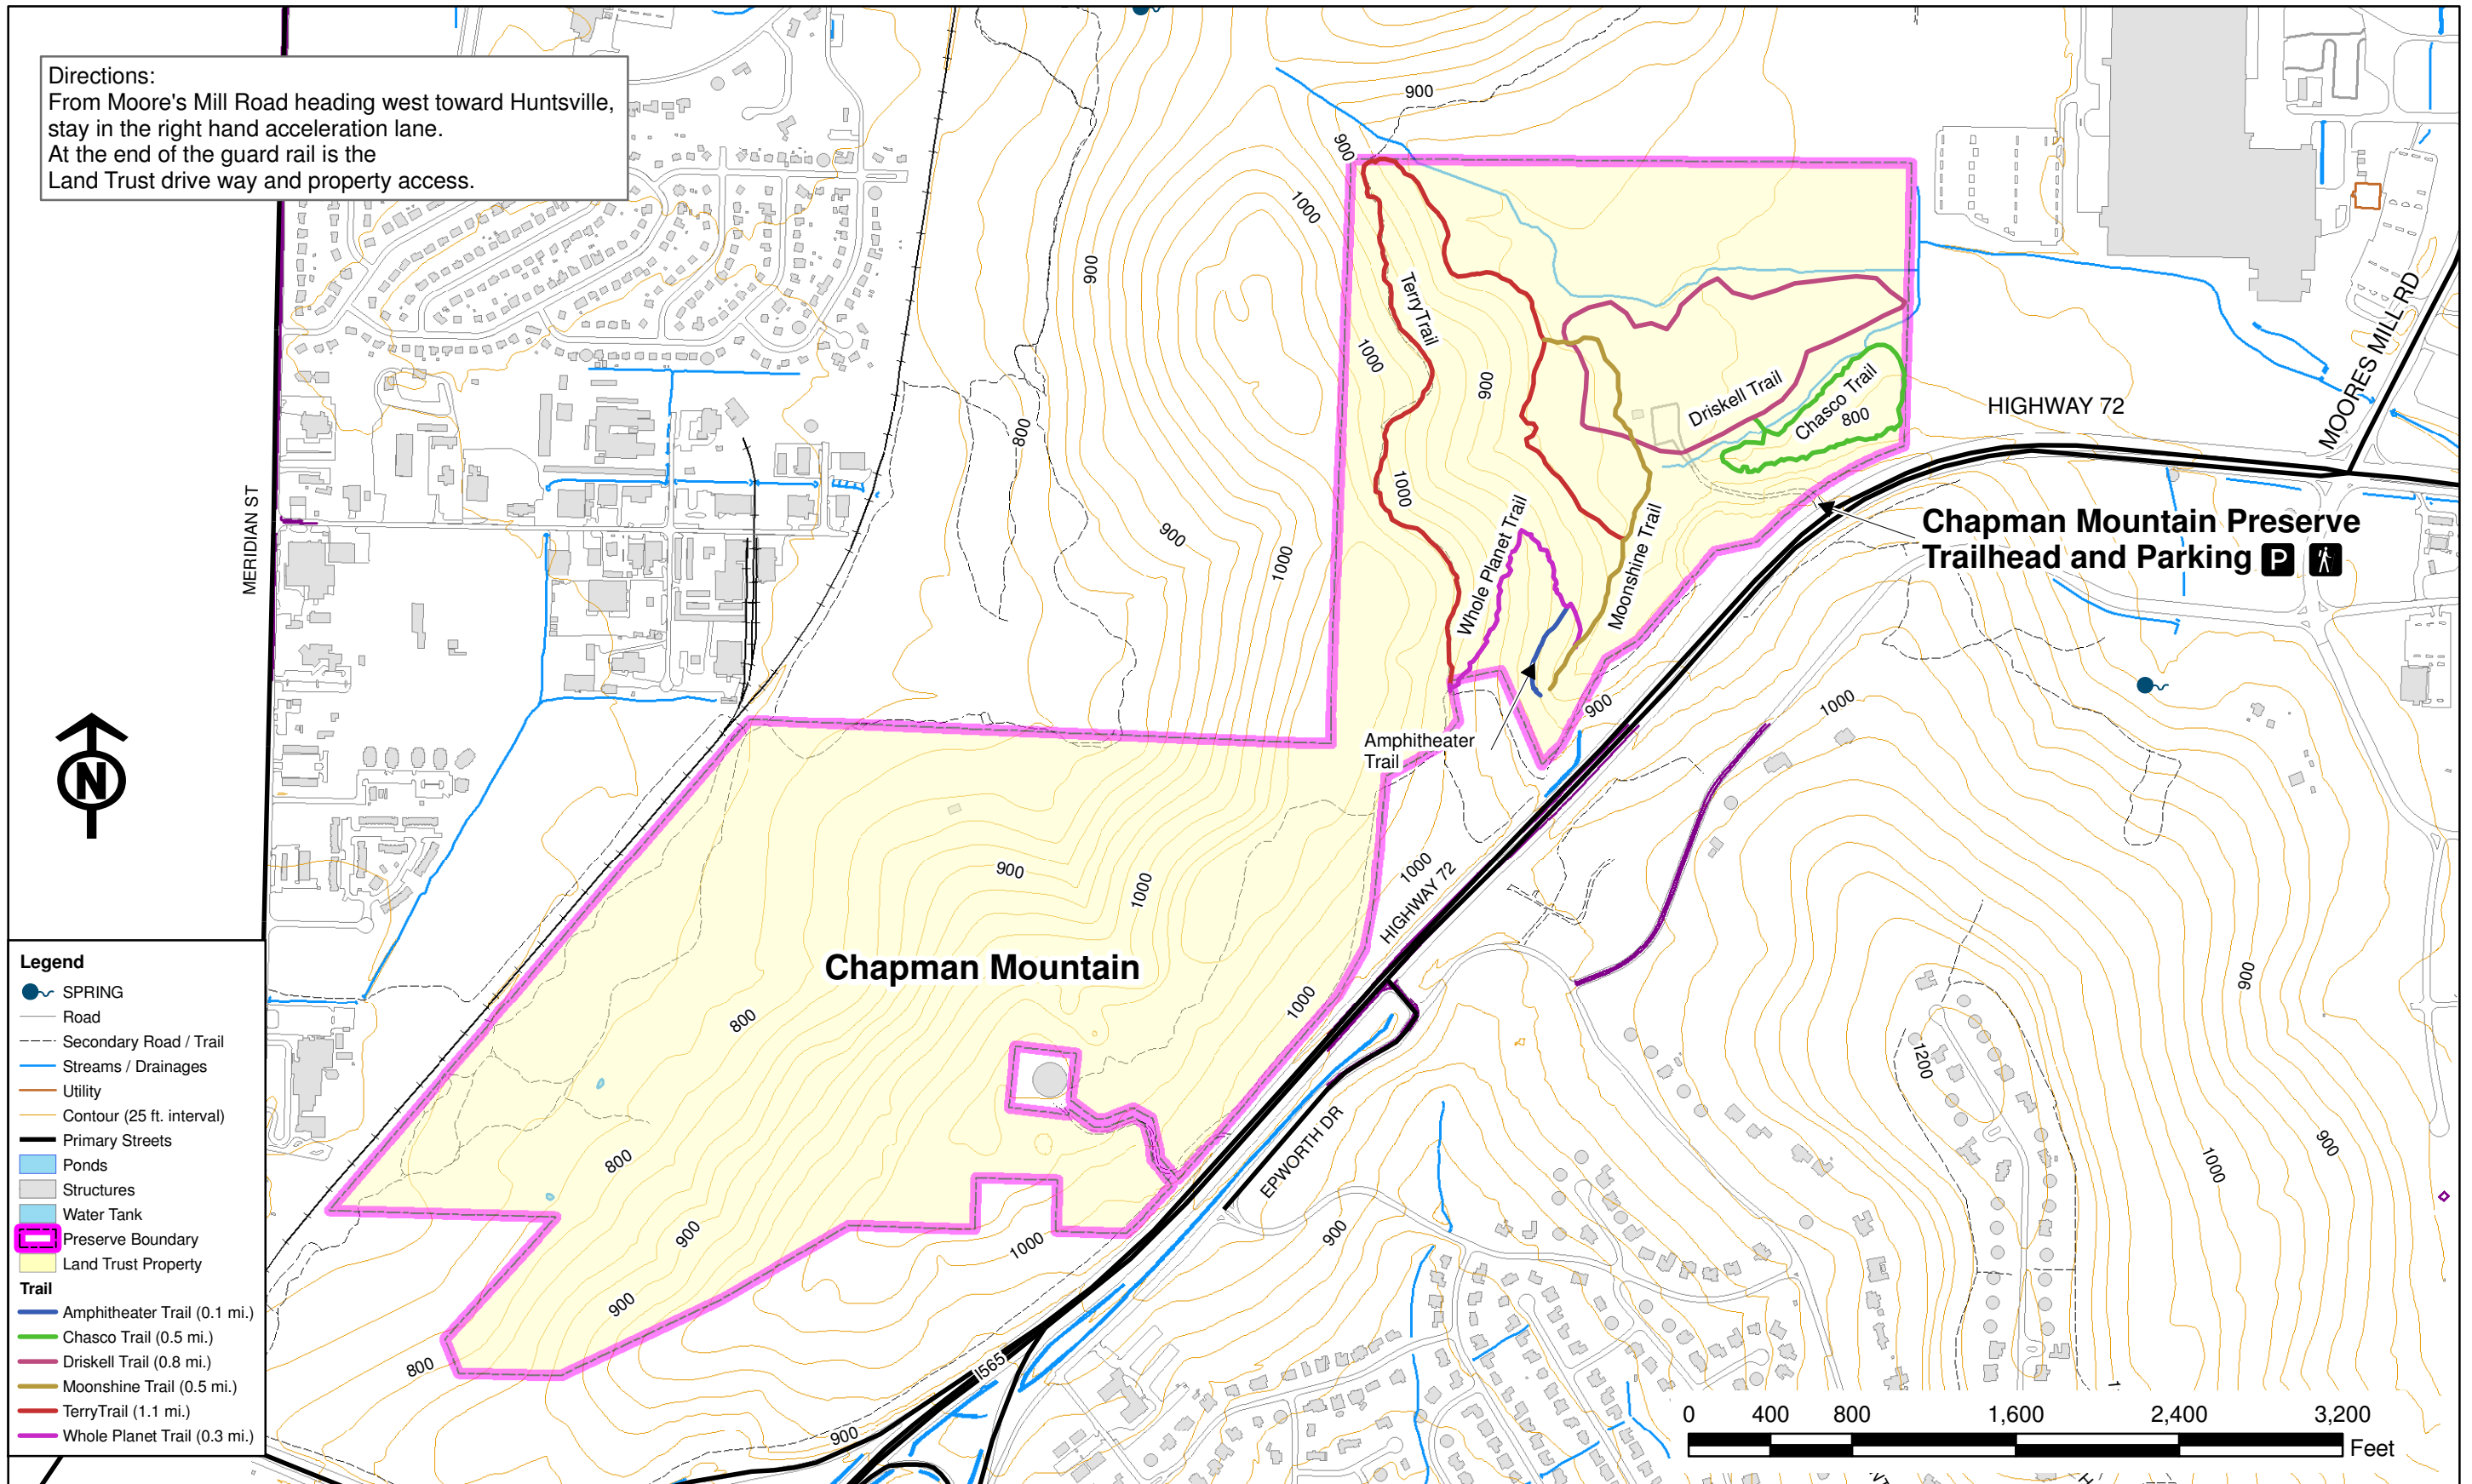 Directions:
From Moore's Mill Road heading west toward Huntsville,
stay in the right hand acceleration lane.
At the end of the guard rail is the
Land Trust drive way and property access.
900
900
1000
900
1000
TerryTrail
900
800
1000
900
1000
1000
Driskell Trail
Chasco Trail
800
HIGHWAY 72
MOORES MILL RD
MERIDIAN ST
Whole Planet Trail
Moonshine Trail
Chapman Mountain Preserve
Trailhead and Parking P
900
1000
Amphitheater
Trail
N
900
1000
1000
HIGHWAY 72
Chapman Mountain
1000
800
800
900
1000
900
800
900
EPWORTH DR
900
I565
1200
900
900
1000
1
Legend
SPRING
Road
Secondary Road / Trail
Streams / Drainages
Utility
Contour (25 ft. interval)
Primary Streets
Ponds
Structures
Water Tank
Preserve Boundary
Land Trust Property
Trail
Amphitheater Trail (0.1 mi.)
Chasco Trail (0.5 mi.)
Driskell Trail (0.8 mi.)
Moonshine Trail (0.5 mi.)
TerryTrail (1.1 mi.)
Whole Planet Trail (0.3 mi.)
0 400 800 1,600 2,400 3,200
Feet